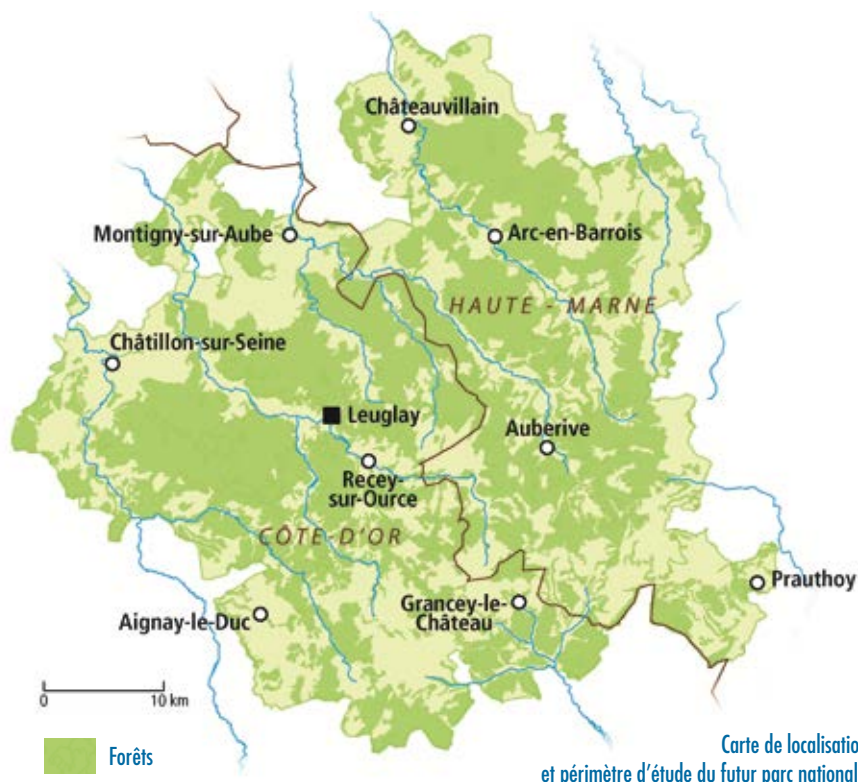 Châteauvillain
Montigny-sur-Aube
Arc-en-Barrois
HAUTE - MARNE
Châtillon-sur-Seine
Leuglay
Auberive
Recey-
sur-Ource
CÔTE-D'OR
Prauthoy
Grancey-le-
Château
Aignay-le-Duc
0 10 km
Forêts
Carte de localisatio
et périmètre d'étude du futur parc national